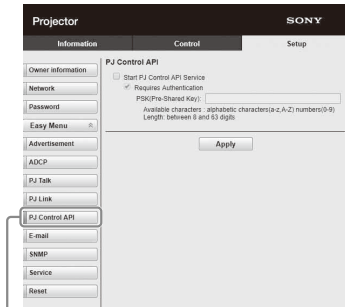 Projector
SONY
Information
Control
Setup
Owner information
Network
Password
Easy Menu
Advertisement
ADCP
PJ Talk
PJ Link
PJ Control API
E-mail
SNMP
Service
Reset
PJ Control API
Start PJ Control API Service
Requires Authentication
PSK(Pre-Shared Key):
Available characters : alphabetic characters(a-z,A-Z) numbers(0-9)
Length: between 8 and 63 digits
Apply